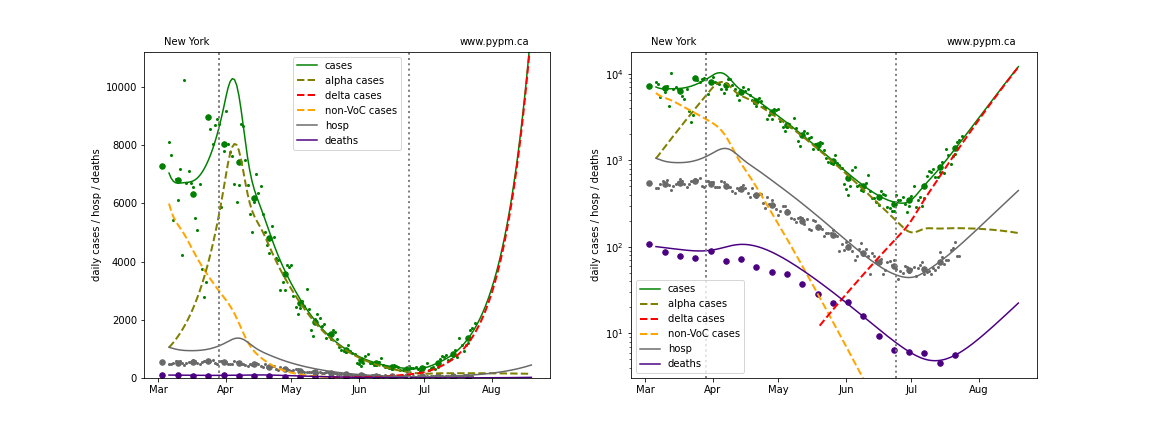 New York
www.pypm.ca
daily cases / hosp / deaths
10000
8000
6000
4000
2000
0
Mar
Apr
May
Jun
Jul
Aug
cases
alpha cases
delta cases
non-VoC cases
hosp
deaths
New York
www.pypm.ca
daily cases / hosp / deaths
10⁴
10³
10²
10¹
Mar
Apr
May
Jun
Jul
Aug
cases
alpha cases
delta cases
non-VoC cases
hosp
deaths